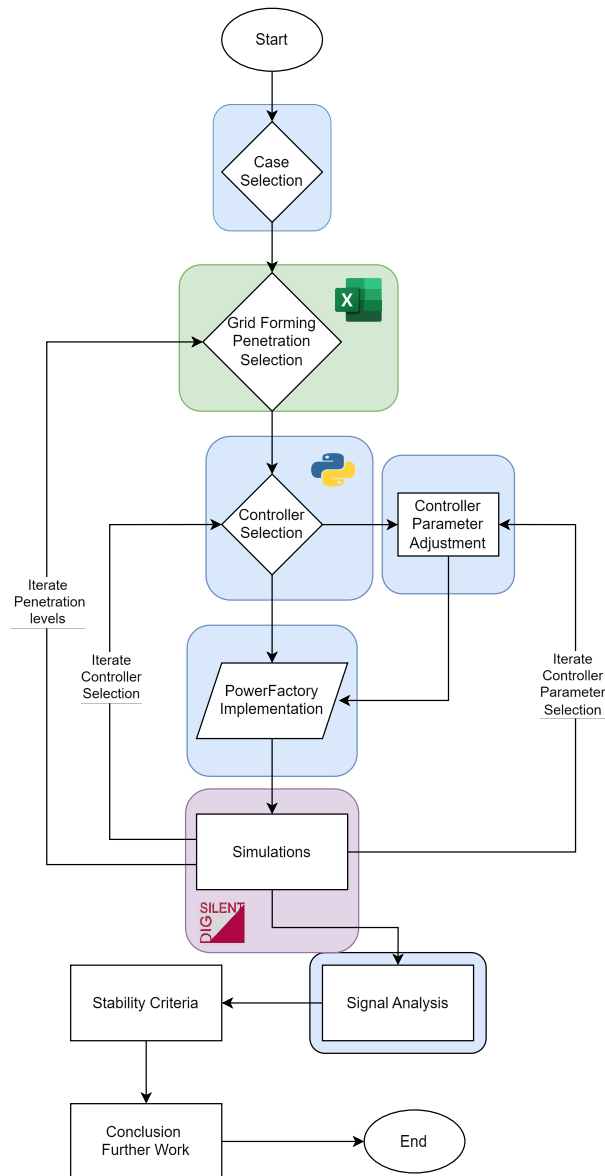 Start
Case
Selection
X
Grid Forming
Penetration
Selection
Controller
Selection
Controller
Parameter
Adjustment
Iterate
Penetration
levels
Iterate
Controller
Selection
Iterate
Controller
Parameter
Selection
PowerFactory
Implementation
Simulations
DIG
SILENT
Stability Criteria
Signal Analysis
Conclusion
Further Work
End